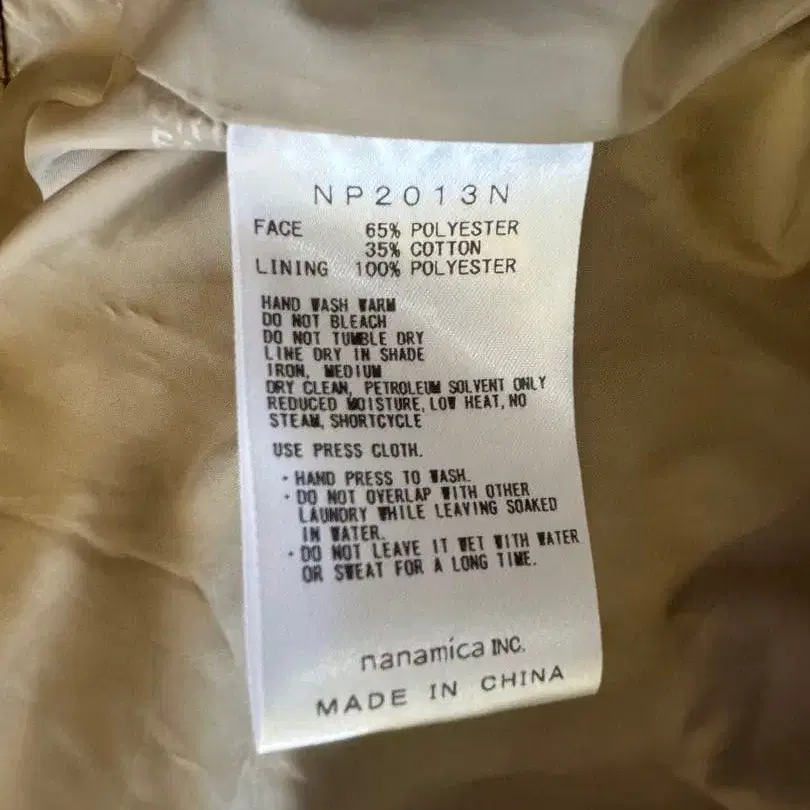 NP2013N
FACE 65% POLYESTER
35% COTTON
LINING 100% POLYESTER
HAND WASH WARM
DO NOT BLEACH
DO NOT TUMBLE DRY
LINE DRY IN SHADE
IRON, MEDIUM
DRY CLEAN, PETROLEUM SOLVENT ONLY
REDUCED MOISTURE, LOW HEAT, NO
STEAM, SHORTCYCLE
USE PRESS CLOTH.
・HAND PRESS TO WASH.
・DO NOT OVERLAP WITH OTHER
LAUNDRY WHILE LEAVING SOAKED
IN WATER.
・DO NOT LEAVE IT WET WITH WATER
OR SWEAT FOR A LONG TIME.
nanamica INC.
MADE IN CHINA